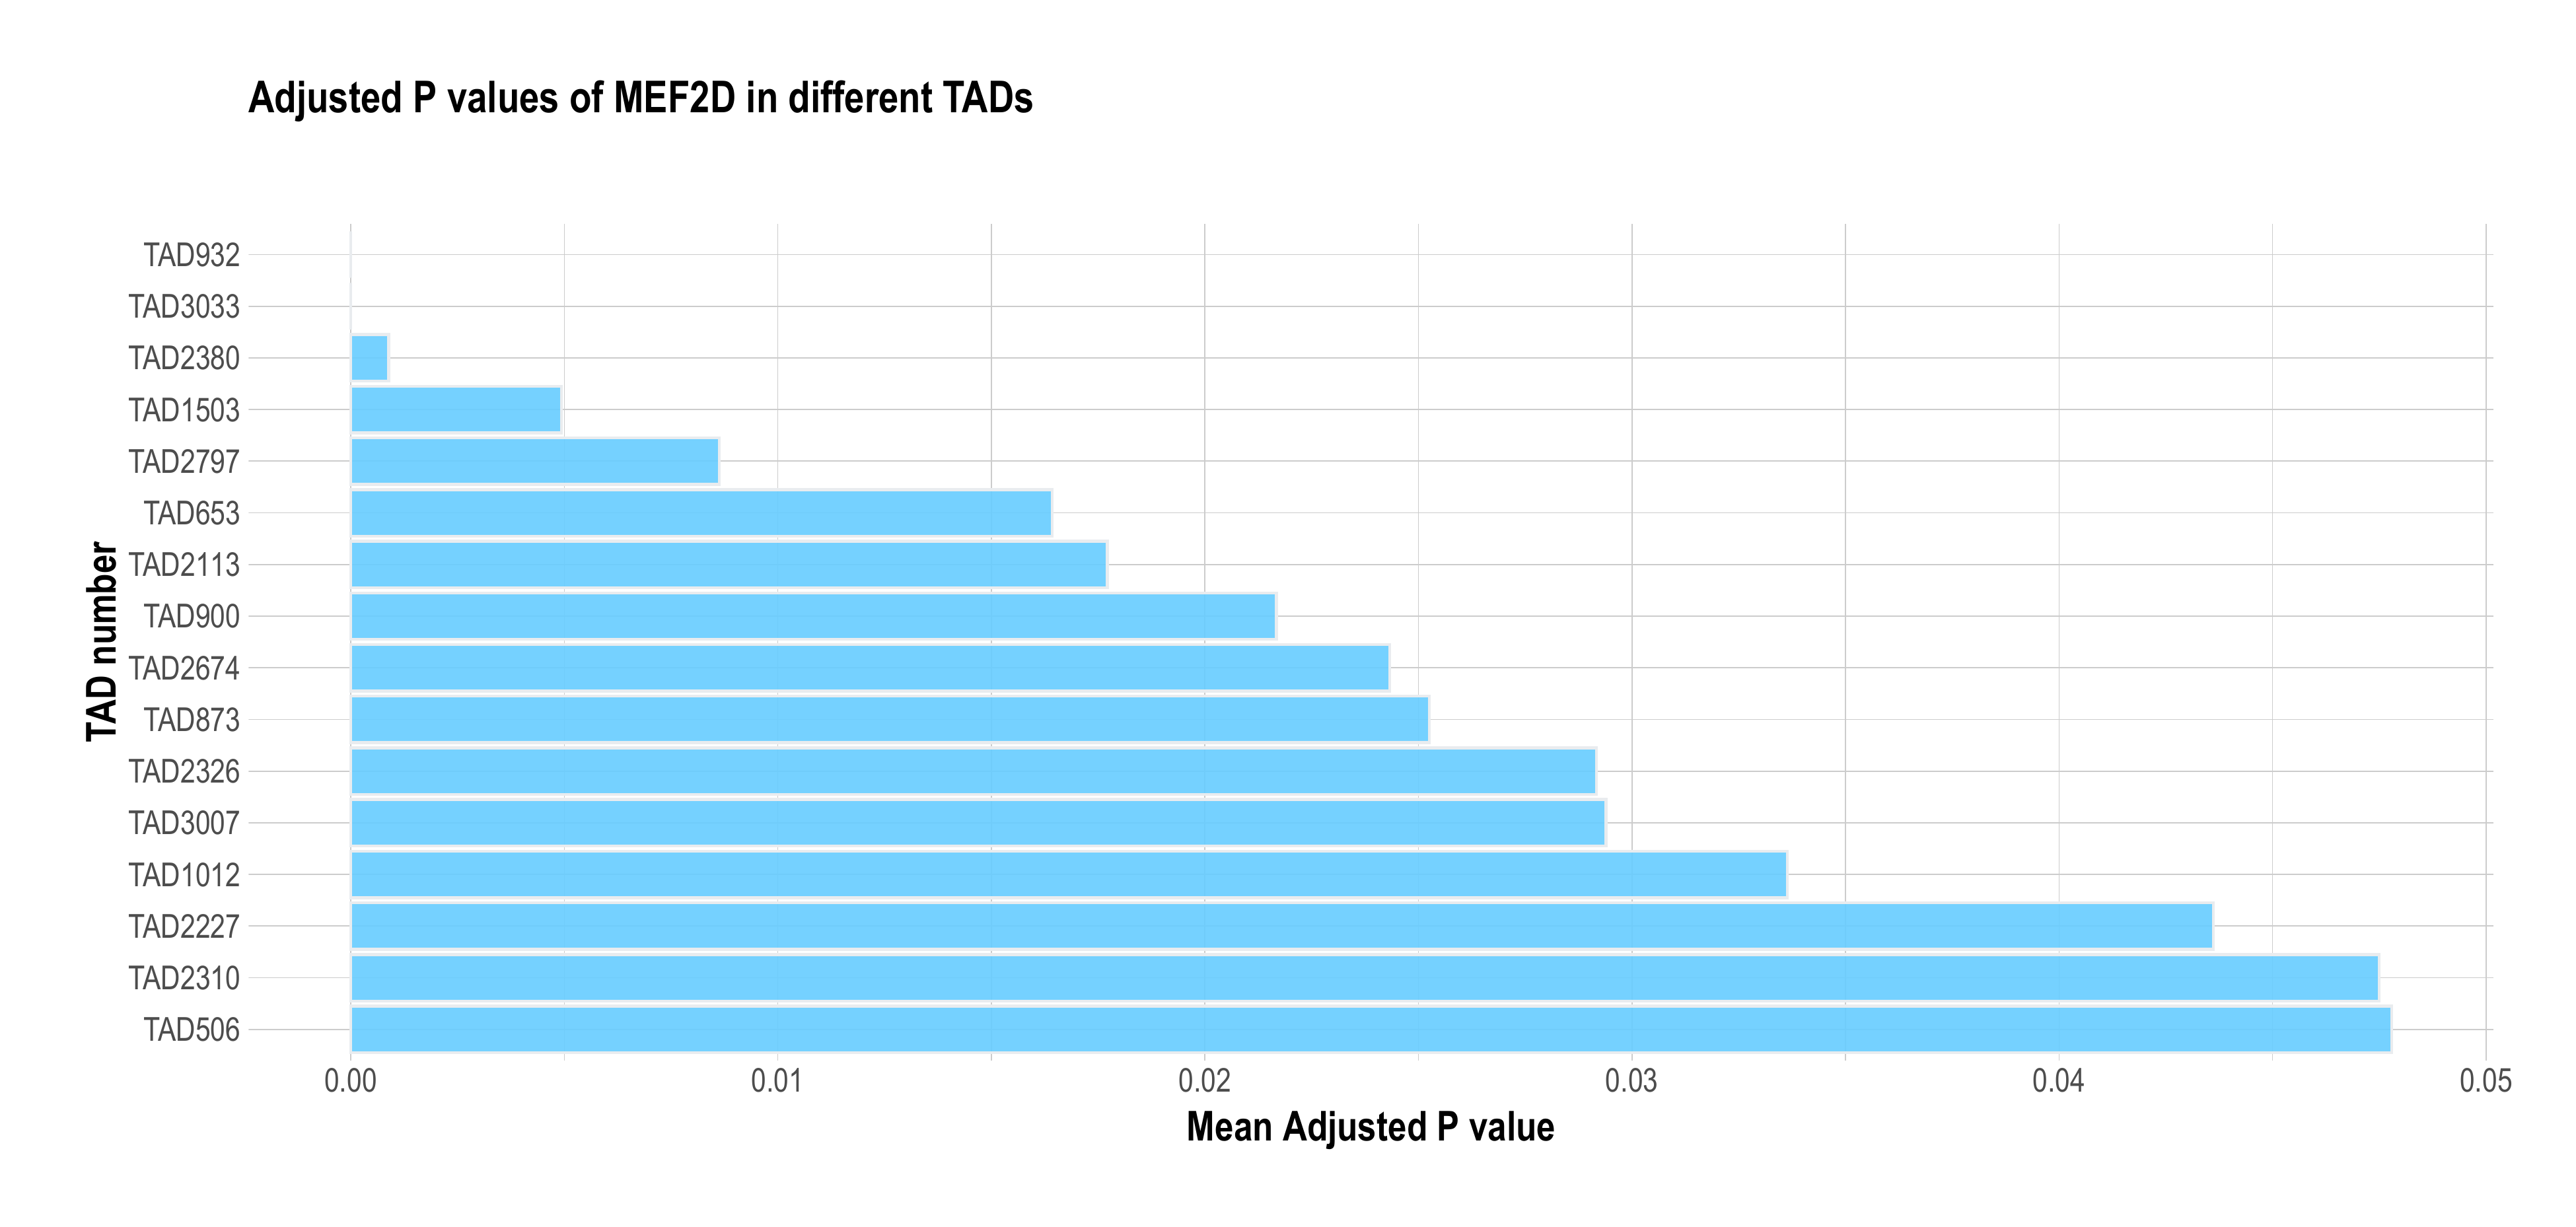 Adjusted P values of MEF2D in different TADs
TAD number
TAD932
TAD3033
TAD2380
TAD1503
TAD2797
TAD653
TAD2113
TAD900
TAD2674
TAD873
TAD2326
TAD3007
TAD1012
TAD2227
TAD2310
TAD506
0.00 0.01 0.02 0.03 0.04 0.05
Mean Adjusted P value